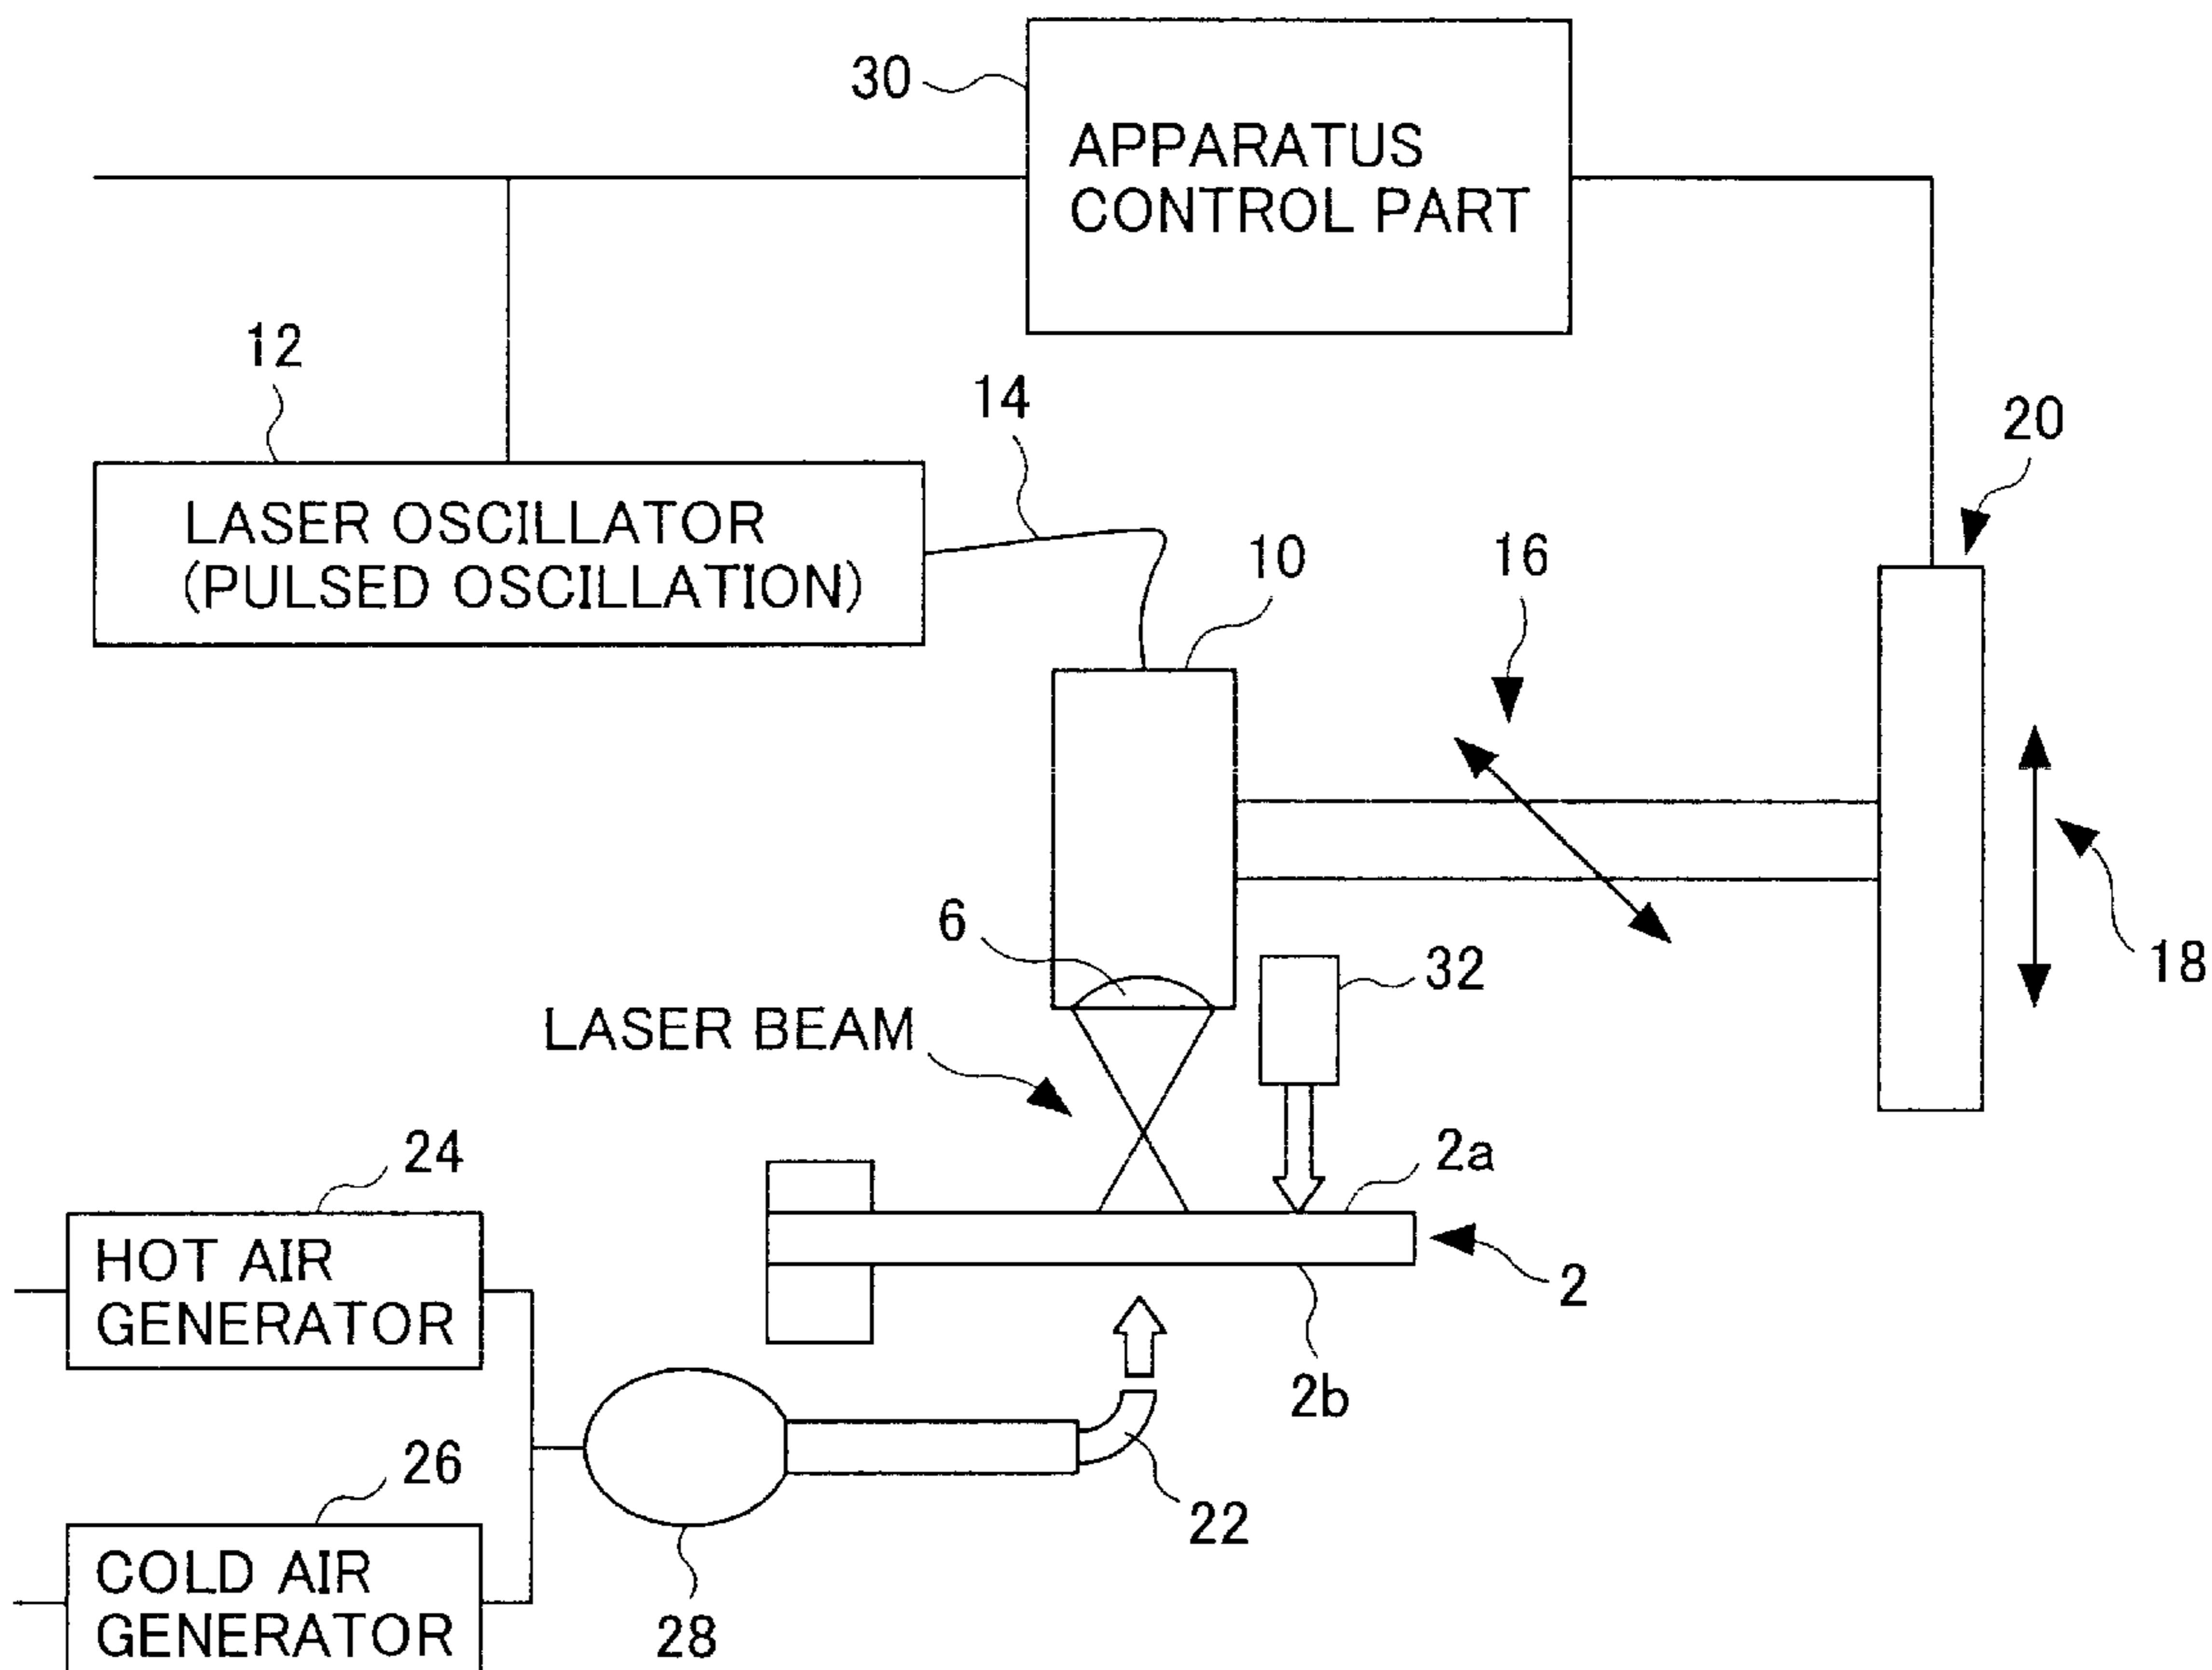 30
APPARATUS
CONTROL PART
12
14
20
LASER OSCILLATOR
(PULSED OSCILLATION)
10
16
6
32
18
LASER BEAM
24
2a
HOT AIR
GENERATOR
2
2b
26
22
COLD AIR
GENERATOR
28